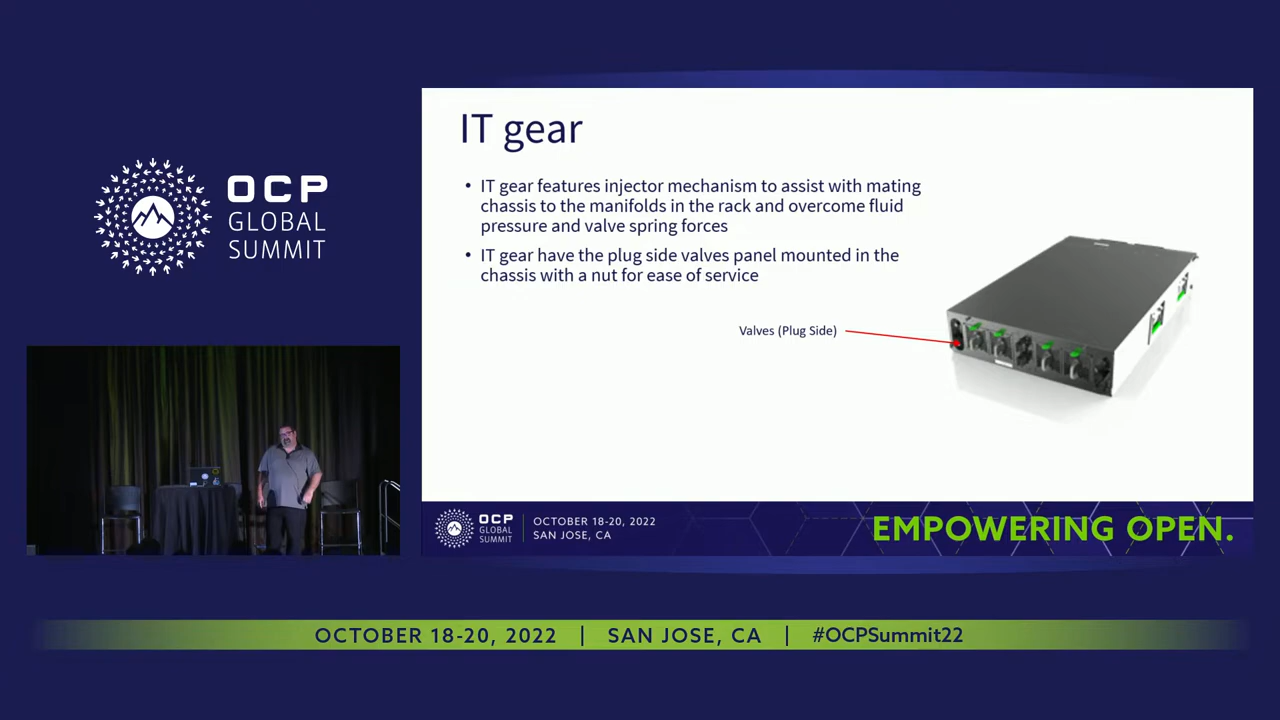 OCP
GLOBAL
SUMMIT
IT gear
• IT gear features injector mechanism to assist with mating
chassis to the manifolds in the rack and overcome fluid
pressure and valve spring forces
• IT gear have the plug side valves panel mounted in the
chassis with a nut for ease of service
Valves (Plug Side)
OCP
GLOBAL
SUMMIT
OCTOBER 18-20, 2022
SAN JOSE, CA
EMPOWERING OPEN.
OCTOBER 18-20, 2022 | SAN JOSE, CA | #OCPSummit22